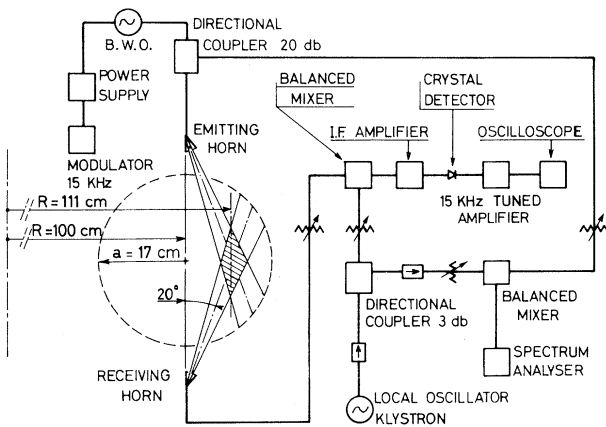 B.W.O.
DIRECTIONAL
COUPLER 20 db
POWER
SUPPLY
MODULATOR
15 KHz
EMITTING
HORN
BALANCED
MIXER
I.F. AMPLIFIER
CRYSTAL
DETECTOR
OSCILLOSCOPE
15 KHz TUNED
AMPLIFIER
R = 111 cm
R=100cm
a = 17 cm
20°
DIRECTIONAL
COUPLER 3 db
BALANCED
MIXER
SPECTRUM
ANALYSER
RECEIVING
HORN
LOCAL OSCILLATOR
KLYSTRON